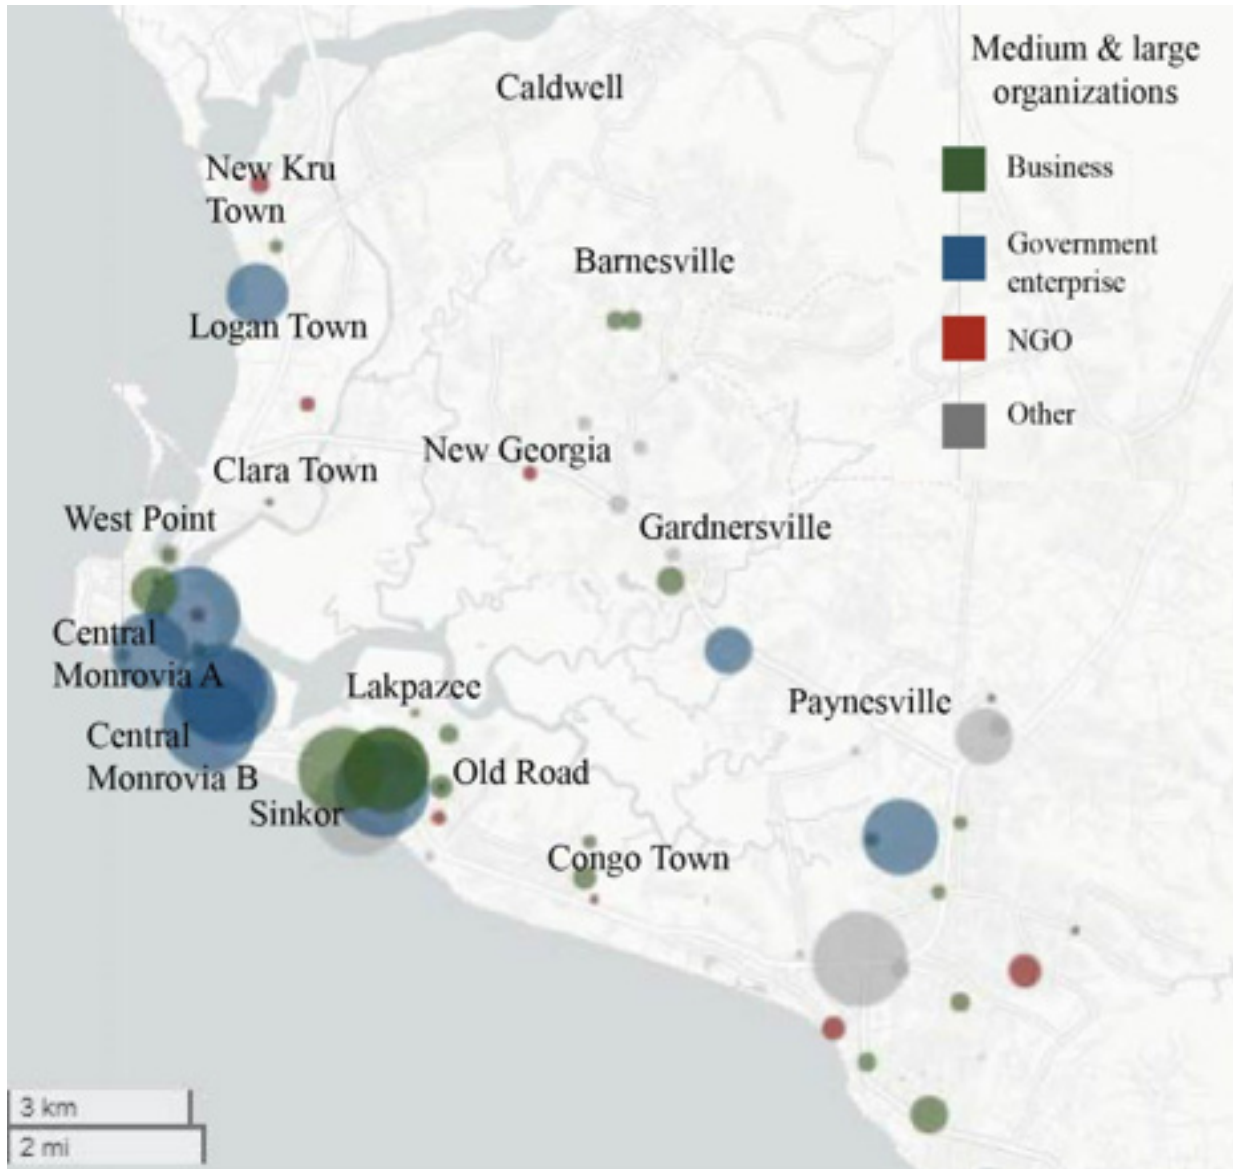 Medium & large
organizations
Business
Government
enterprise
NGO
Other
Caldwell
New Kru
Town
Barnesville
Logan Town
New Georgia
Clara Town
West Point
Gardnersville
Central
Monrovia A
Lakpazee
Paynesville
Central
Monrovia B
Old Road
Sinkor
Congo Town
3 km
2 mi